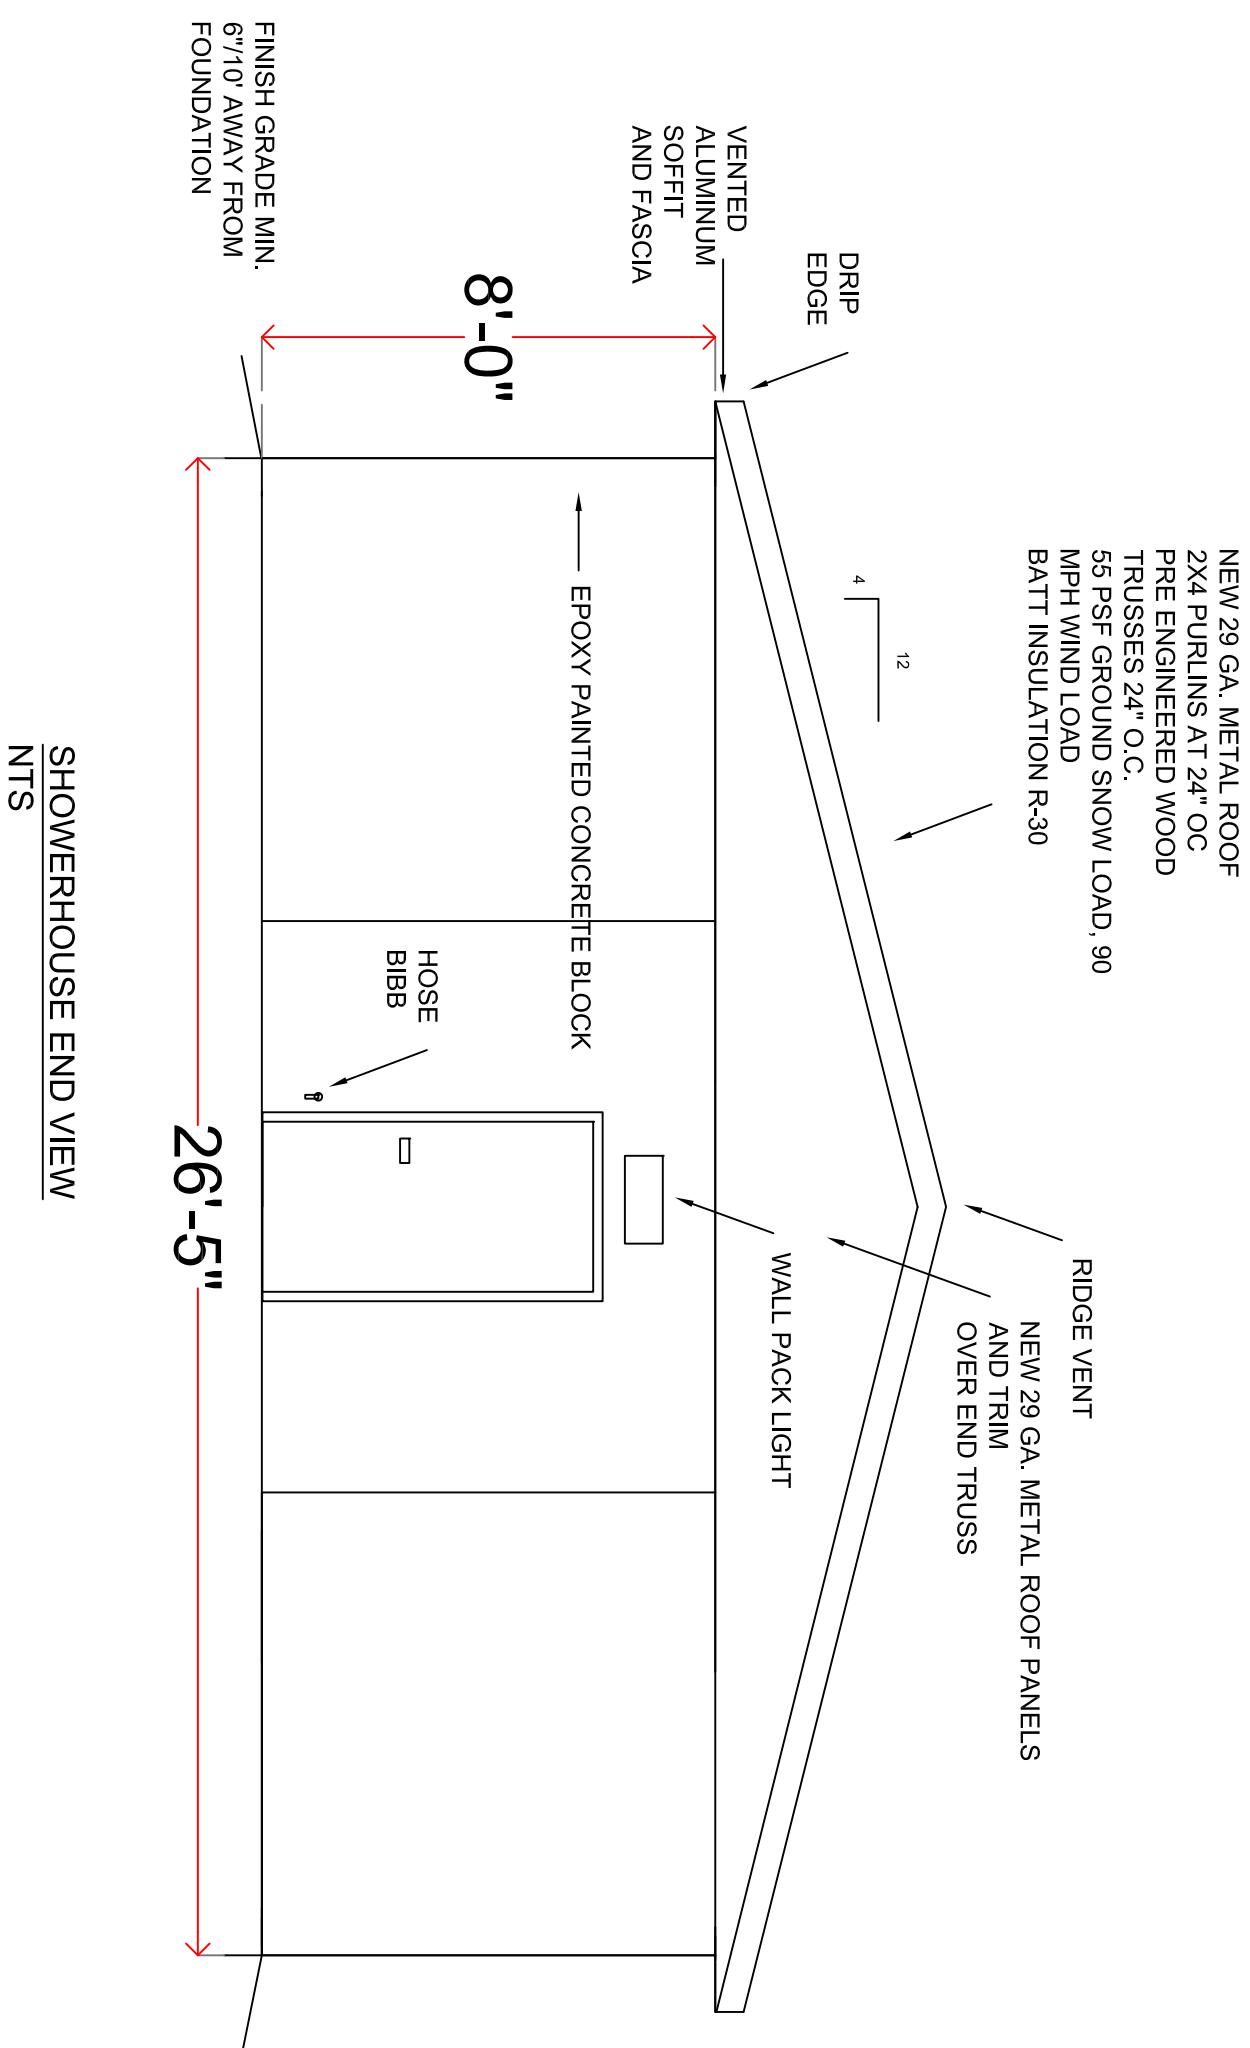 NEW 29 GA. METAL ROOF
2X4 PURLINS AT 24" OC
PRE ENGINEERED WOOD
TRUSSES 24" O.C.
55 PSF GROUND SNOW LOAD, 90
MPH WIND LOAD
BATT INSULATION R-30
RIDGE VENT
NEW 29 GA. METAL ROOF PANELS
AND TRIM
OVER END TRUSS
12
4
DRIP
EDGE
VENTED
ALUMINUM
SOFFIT
AND FASCIA
WALL PACK LIGHT
EPOXY PAINTED CONCRETE BLOCK
8'-0"
HOSE
BIBB
FINISH GRADE MIN.
6"/10' AWAY FROM
FOUNDATION
26'-5"
SHOWERHOUSE END VIEW
NTS